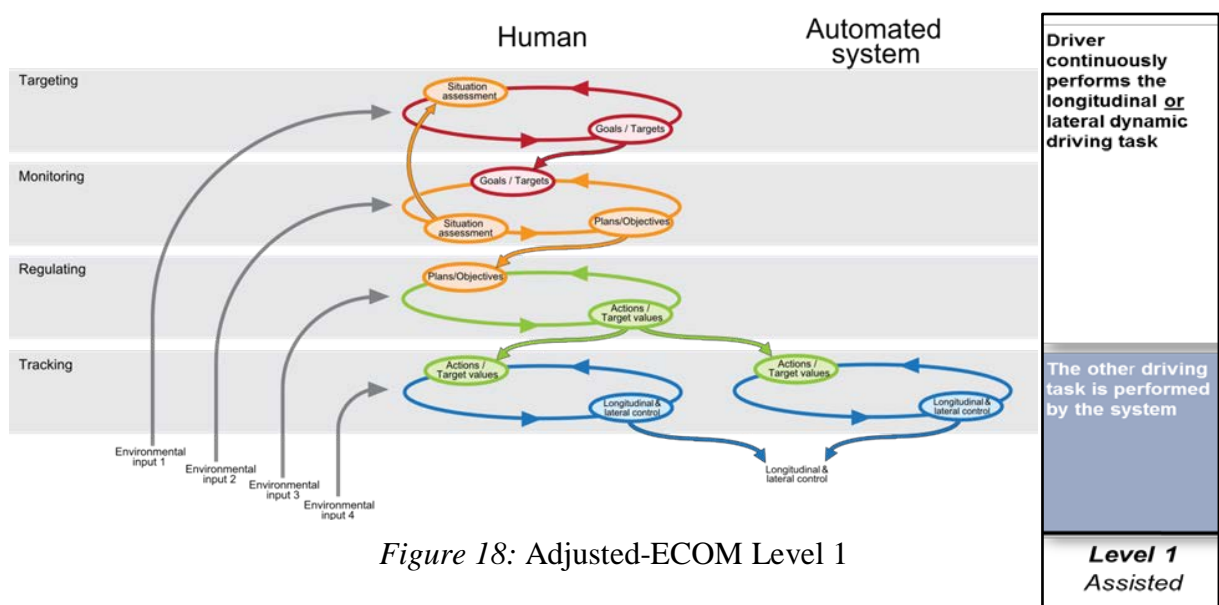 Human
Automated
system
Targeting
Situation
assessment
Goals / Targets
Monitoring
Goals / Targets
Situation
assessment
Plans/Objectives
Regulating
Plans/Objectives
Actions /
Target values
Tracking
Actions /
Target values
Longitudinal &
lateral control
Actions /
Target values
Longitudinal &
lateral control
Longitudinal &
lateral control
Environmental
input 1
Environmental
input 2
Environmental
input 3
Environmental
input 4
Figure 18: Adjusted-ECOM Level 1
Driver
continuously
performs the
longitudinal or
lateral dynamic
driving task
The other driving
task is performed
by the system
Level 1
Assisted